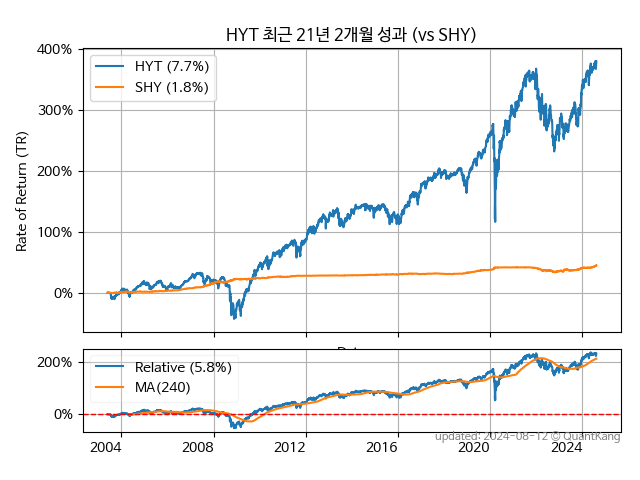 HYT 최근 21년 2개월 성과 (vs SHY)
400%
300%
200%
100%
0%
Rate of Return (TR)
HYT (7.7%)
SHY (1.8%)
200%
0%
Relative (5.8%)
MA(240)
2004
2008
2012
2016
2020
2024
updated: 2024-08-12 © QuantKang